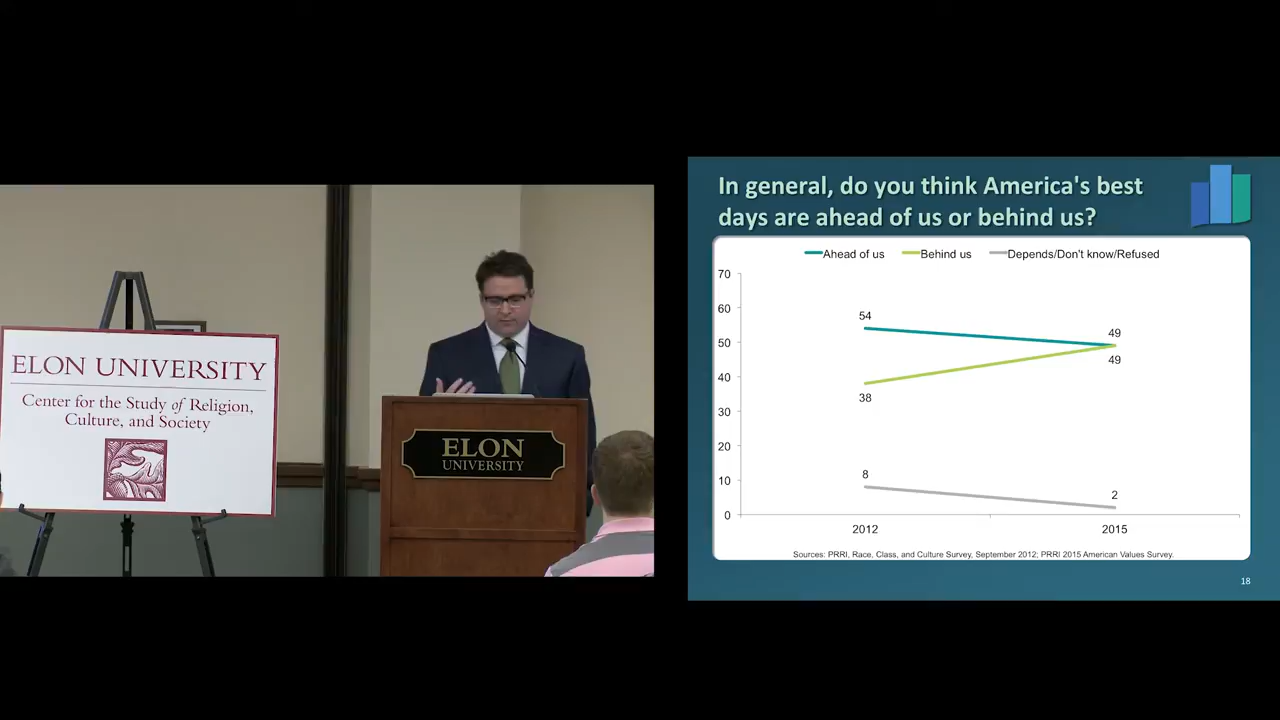 ELON UNIVERSITY
Center for the Study of Religion,
Culture, and Society
ELON
UNIVERSITY
In general, do you think America's best
days are ahead of us or behind us?
Ahead of us Behind us Depends/Don't know/Refused
70
60
50
40
30
20
10
0
54
38
8
49
49
2
2012 2015
Sources: PRRI, Race, Class, and Culture Survey, September 2012; PRRI 2015 American Values Survey.
18